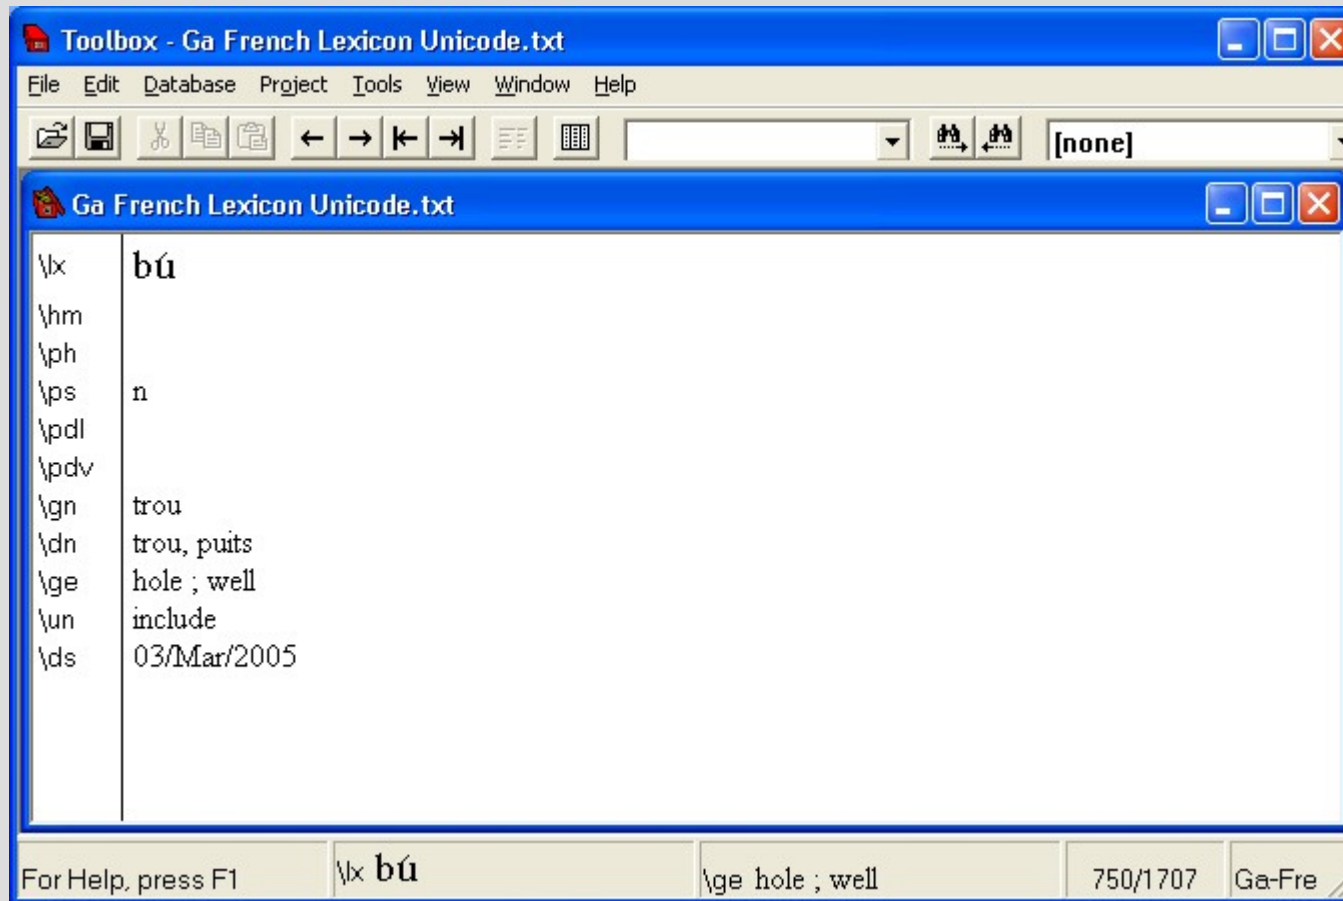 Toolbox - Ga French Lexicon Unicode.txt
File Edit Database Project Tools View Window Help
[none]
Ga French Lexicon Unicode.txt
\lx bú
\hm
\ph
\ps n
\pdl
\pdv
\gn trou
\dn trou, puits
\ge hole ; well
\un include
\ds 03/Mar/2005
For Help, press F1 \lx bú \ge hole ; well 750/1707 Ga-Fre